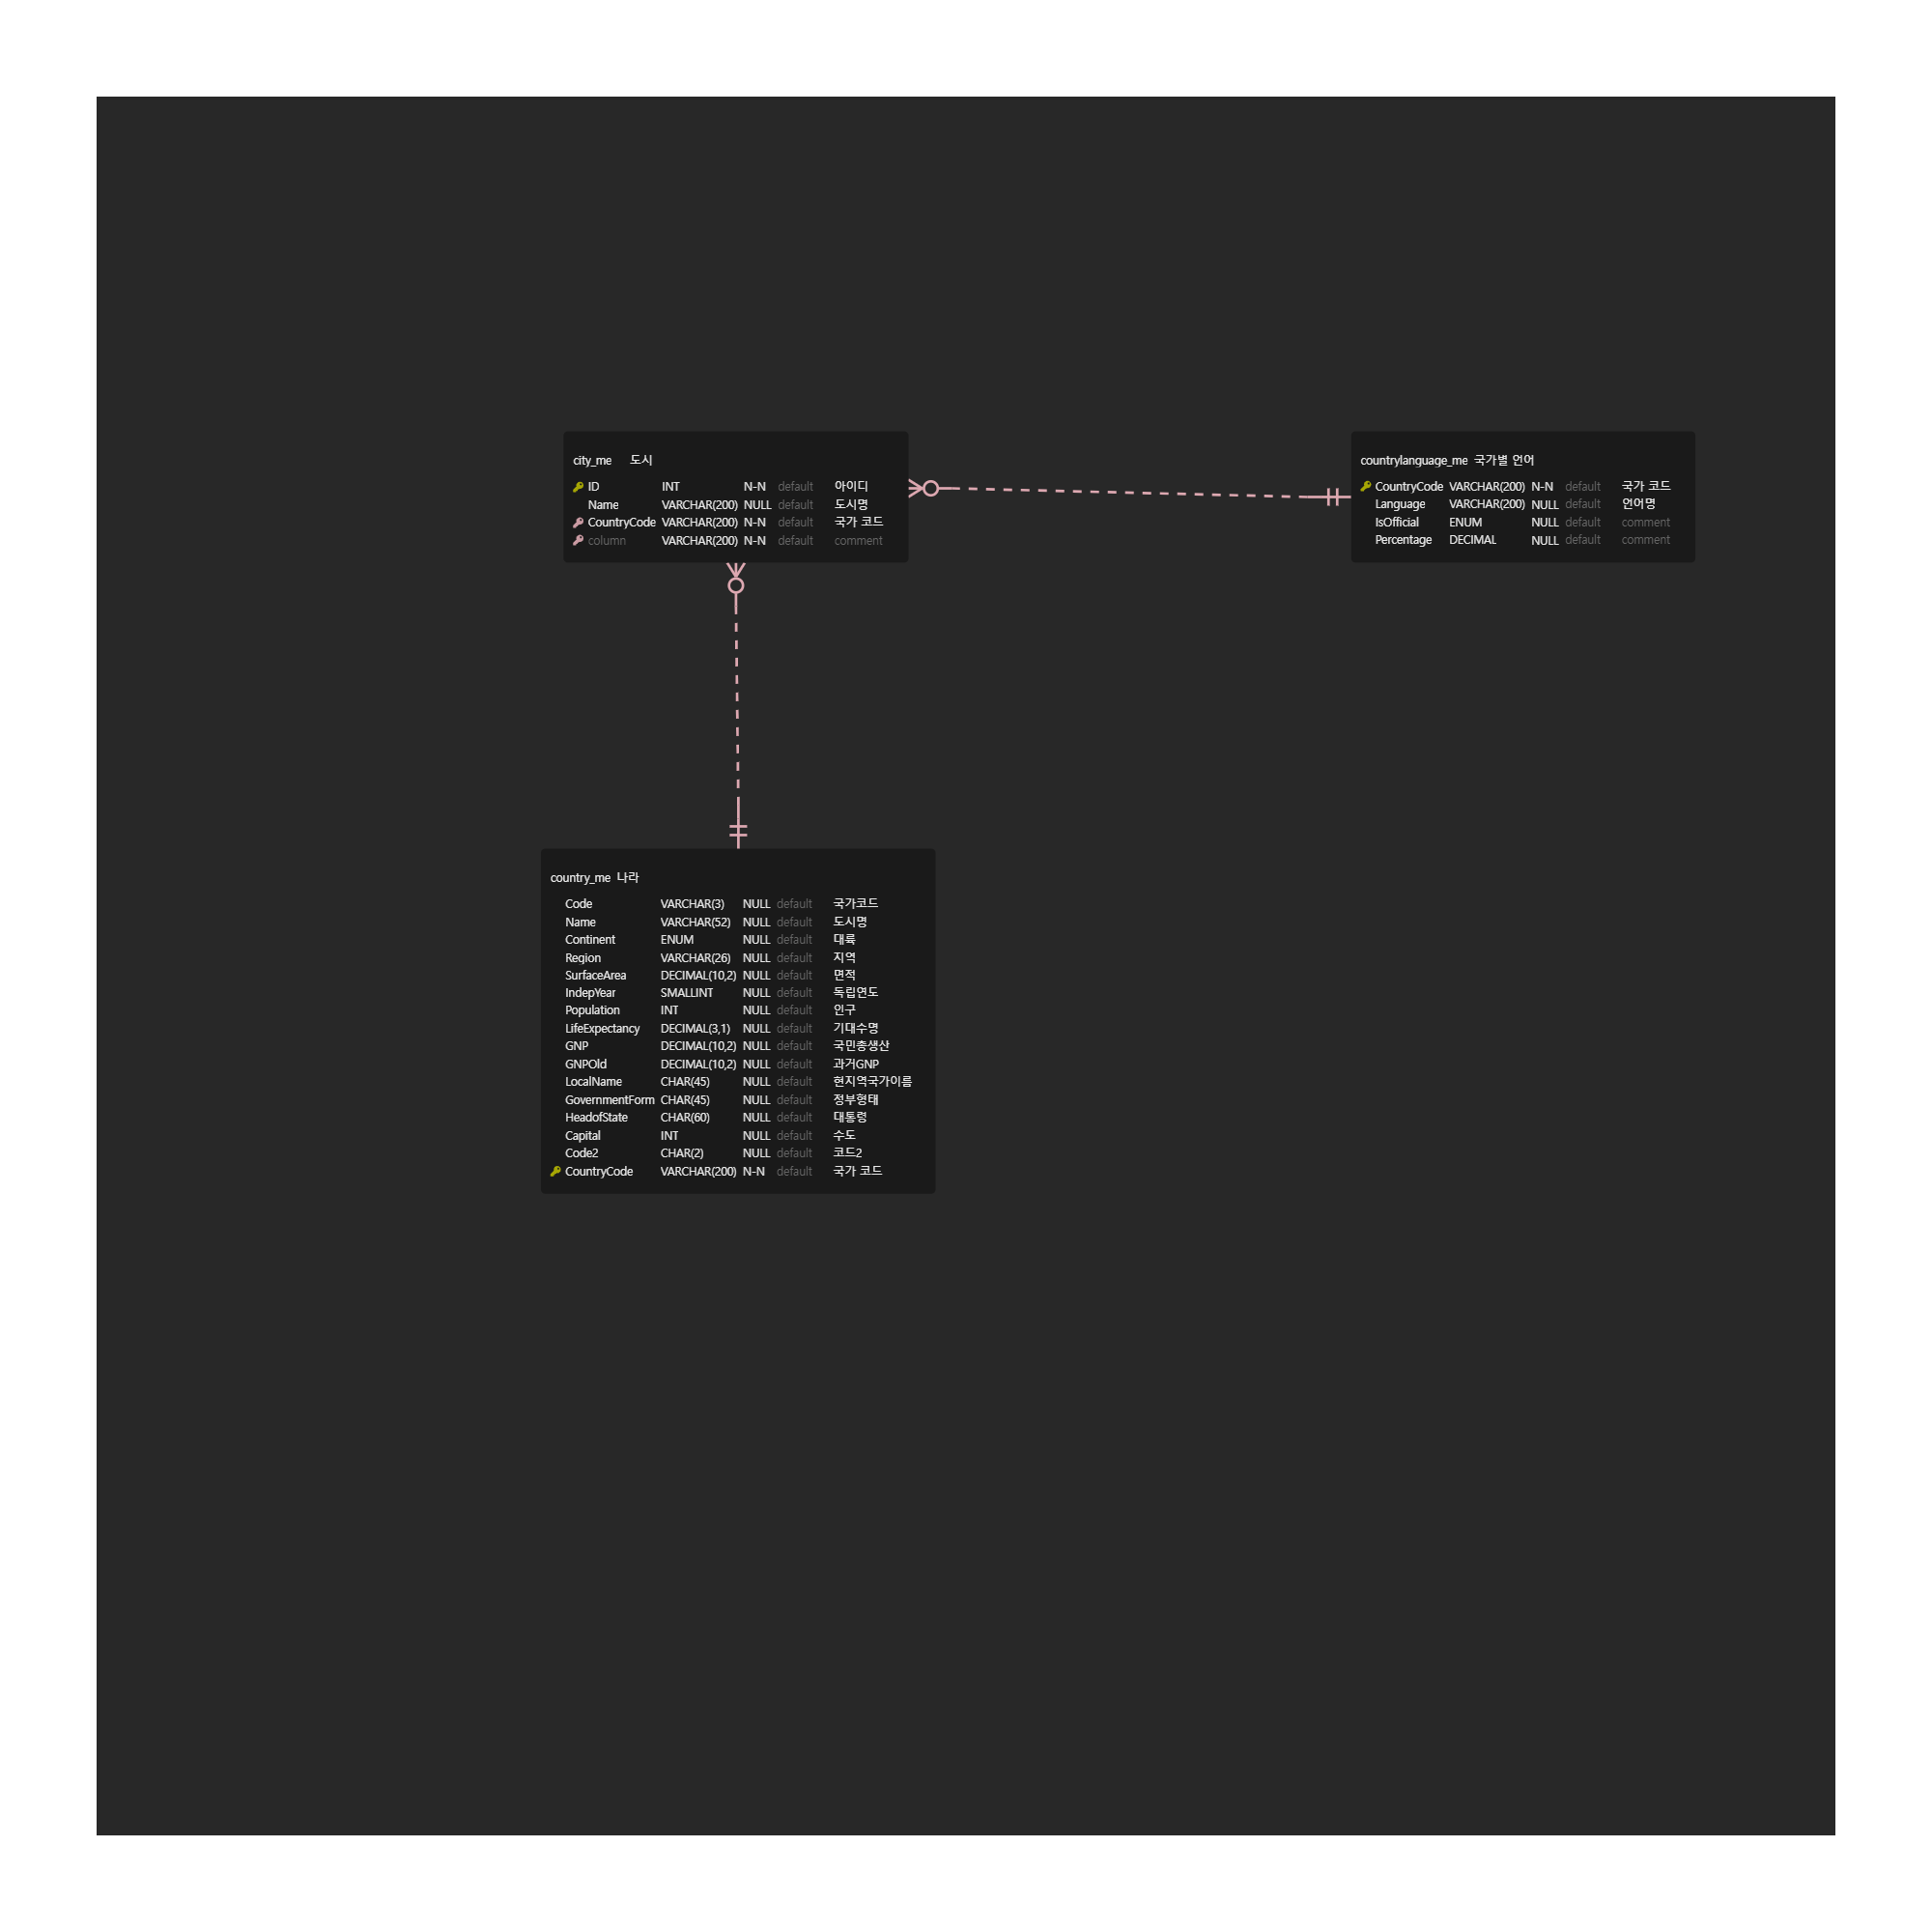 city_me 도시
ID INT N-N default 아이디
Name VARCHAR(200) NULL default 도시명
CountryCode VARCHAR(200) N-N default 국가 코드
column VARCHAR(200) N-N default comment
countrylanguage_me 국가별 언어
CountryCode VARCHAR(200) N-N default 국가 코드
Language VARCHAR(200) NULL default 언어명
IsOfficial ENUM NULL default comment
Percentage DECIMAL NULL default comment
country_me 나라
Code VARCHAR(3) NULL default 국가코드
Name VARCHAR(52) NULL default 도시명
Continent ENUM NULL default 대륙
Region VARCHAR(26) NULL default 지역
SurfaceArea DECIMAL(10,2) NULL default 면적
IndepYear SMALLINT NULL default 독립연도
Population INT NULL default 인구
LifeExpectancy DECIMAL(3,1) NULL default 기대수명
GNP DECIMAL(10,2) NULL default 국민총생산
GNPOld DECIMAL(10,2) NULL default 과거GNP
LocalName CHAR(45) NULL default 현지역국가이름
GovernmentForm CHAR(45) NULL default 정부형태
HeadofState CHAR(60) NULL default 대통령
Capital INT NULL default 수도
Code2 CHAR(2) NULL default 코드2
CountryCode VARCHAR(200) N-N default 국가 코드